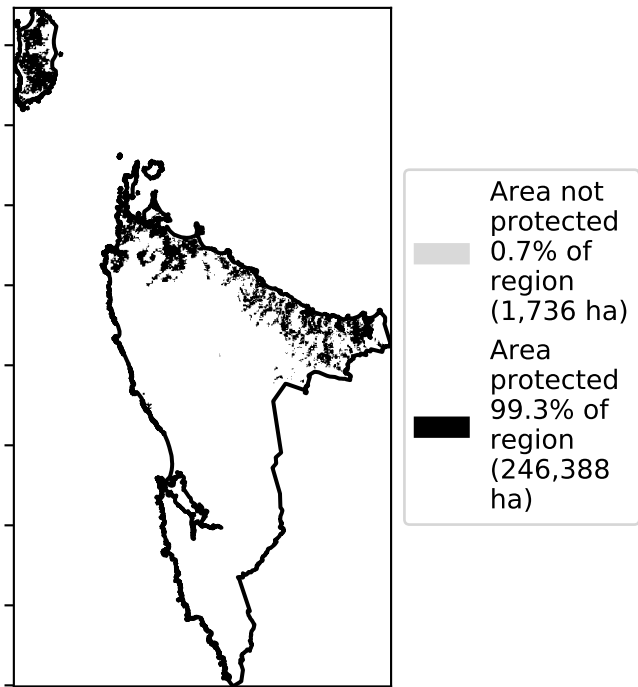 Area not
protected
0.7% of
region
(1,736 ha)
Area
protected
99.3% of
region
(246,388
ha)